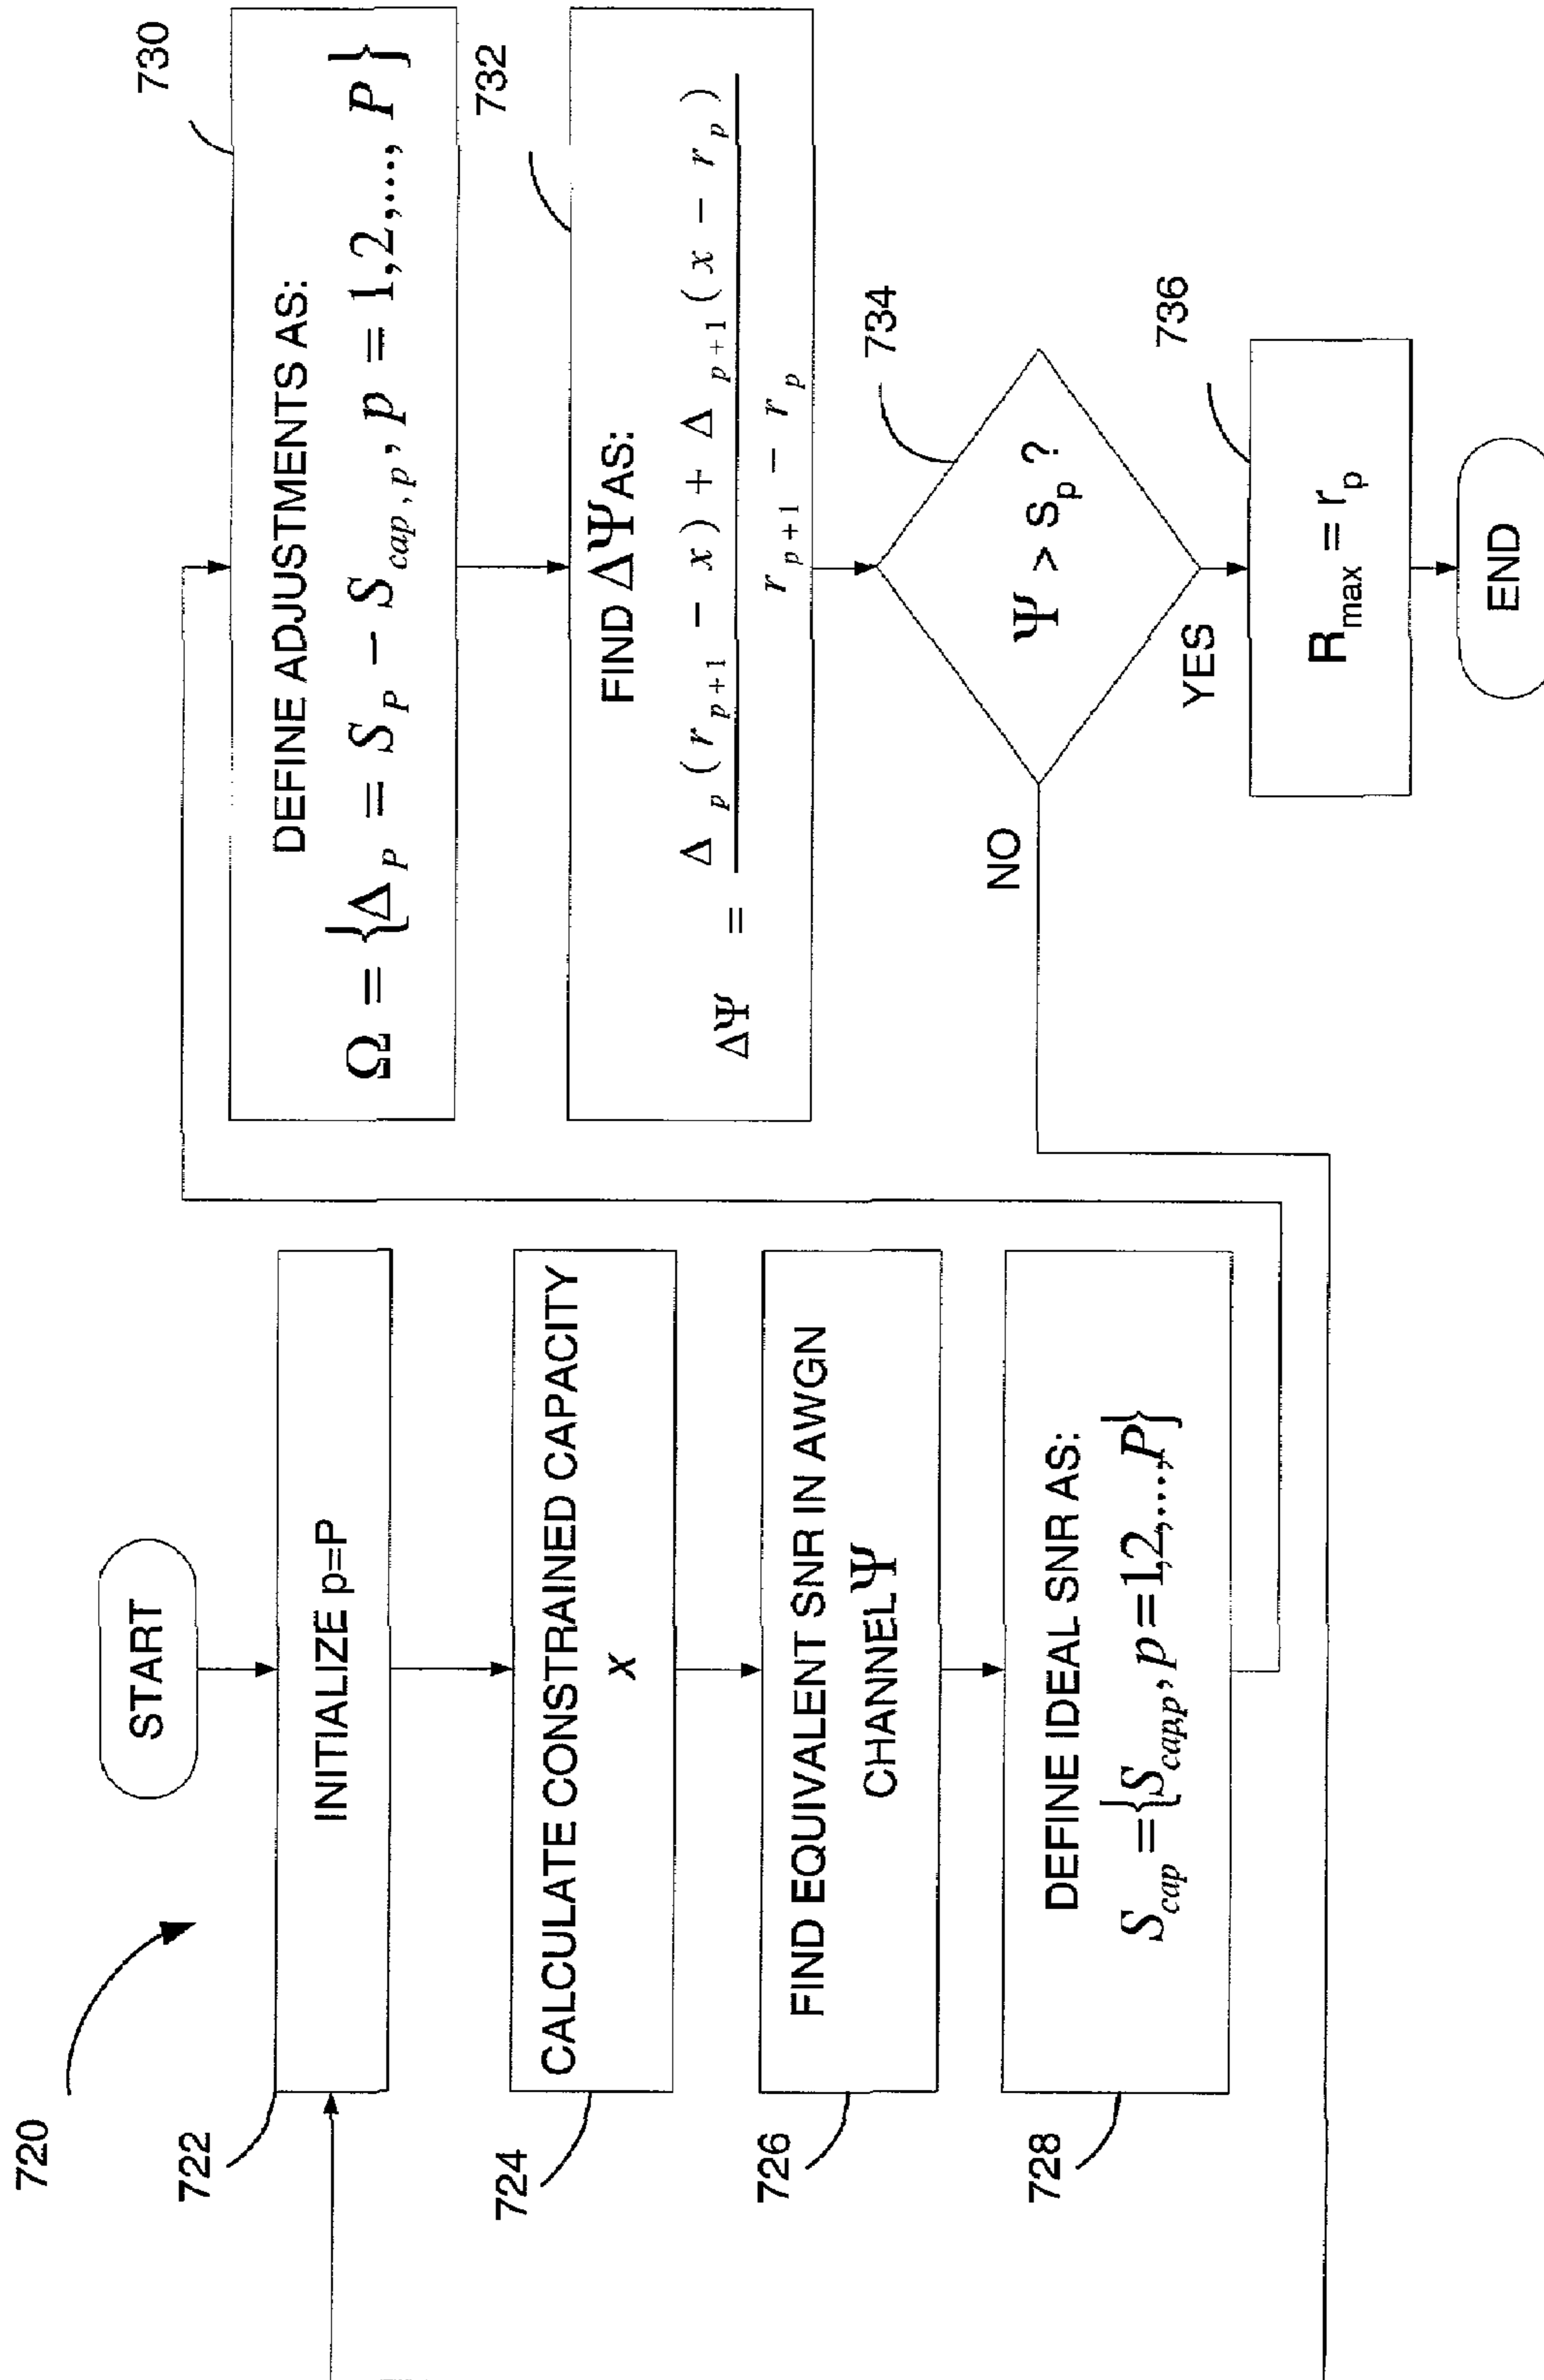 720
START
722
INITIALIZE p=P
724
CALCULATE CONSTRAINED CAPACITY
x
726
FIND EQUIVALENT SNR IN AWGN
CHANNEL Ψ
728
DEFINE IDEAL SNR AS:
S_cap = {S_cap,p, p = 1,2,...,P}
730
DEFINE ADJUSTMENTS AS:
Ω = {Δ_P = S_P − S_cap,p, p = 1,2,..., P}
732
FIND ΔΨ AS:
ΔΨ = Δ_p (r_p+1 − x) + Δ_p+1 (x − r_p)
r_p+1 − r_p
734
Ψ > S_p ?
NO
YES
736
R_max = r_p
END